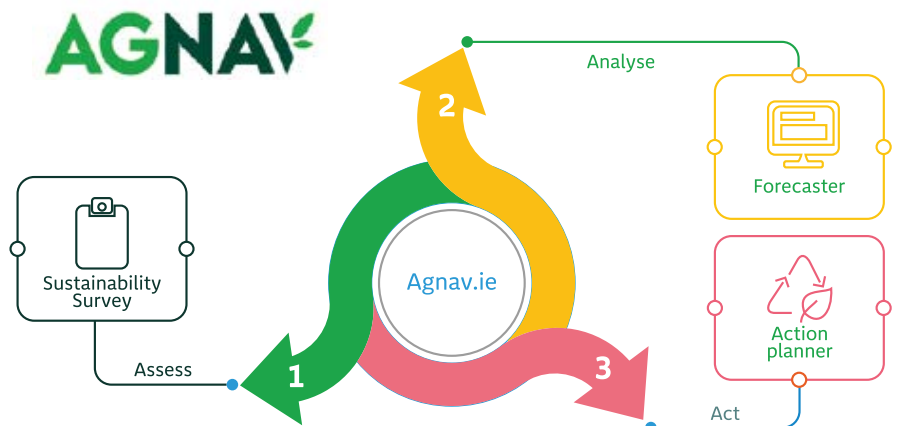 AGNAV
2
Analyse
Forecaster
Sustainability
Survey
Agnav.ie
Action
planner
Assess
1
3
Act